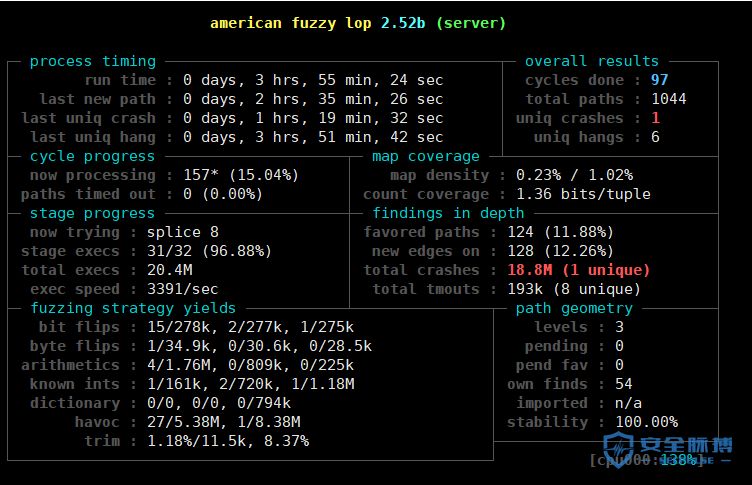 american fuzzy lop 2.52b (server)
process timing
run time : 0 days, 3 hrs, 55 min, 24 sec
last new path : 0 days, 2 hrs, 35 min, 26 sec
last uniq crash : 0 days, 1 hrs, 19 min, 32 sec
last uniq hang : 0 days, 3 hrs, 51 min, 42 sec
overall results
cycles done : 97
total paths : 1044
uniq crashes : 1
uniq hangs : 6
cycle progress
now processing : 157* (15.04%)
paths timed out : 0 (0.00%)
map coverage
map density : 0.23% / 1.02%
count coverage : 1.36 bits/tuple
stage progress
now trying : splice 8
stage execs : 31/32 (96.88%)
total execs : 20.4M
exec speed : 3391/sec
findings in depth
favored paths : 124 (11.88%)
new edges on : 128 (12.26%)
total crashes : 18.8M (1 unique)
total tmouts : 193k (8 unique)
fuzzing strategy yields
bit flips : 15/278k, 2/277k, 1/275k
byte flips : 1/34.9k, 0/30.6k, 0/28.5k
arithmetics : 4/1.76M, 0/809k, 0/225k
known ints : 1/161k, 2/720k, 1/1.18M
dictionary : 0/0, 0/0, 0/794k
havoc : 27/5.38M, 1/8.38M
trim : 1.18%/11.5k, 8.37%
path geometry
levels : 3
pending : 0
pend fav : 0
own finds : 54
imported : n/a
stability : 100.00%
安全脉搏
[cpu000:138%]